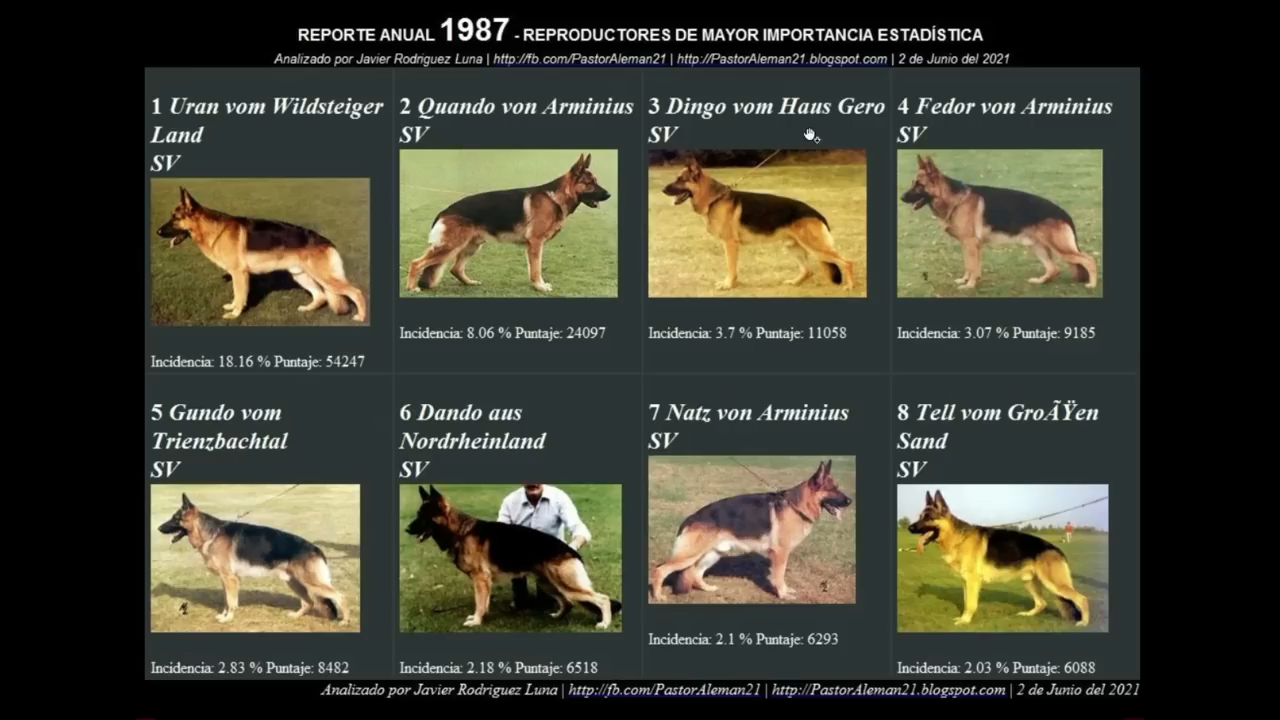 REPORTE ANUAL 1987 - REPRODUCTORES DE MAYOR IMPORTANCIA ESTADÍSTICA
Analizado por Javier Rodriguez Luna | http://fb.com/PastorAleman21 | http://PastorAleman21.blogspot.com | 2 de Junio del 2021
1 Uran vom Wildsteiger
Land
SV
Incidencia: 18.16 % Puntaje: 54247
2 Quando von Arminius
SV
Incidencia: 8.06 % Puntaje: 24097
3 Dingo vom Haus Gero
SV
Incidencia: 3.7 % Puntaje: 11058
4 Fedor von Arminius
SV
Incidencia: 3.07 % Puntaje: 9185
5 Gundo vom
Trienzbachtal
SV
Incidencia: 2.83 % Puntaje: 8482
6 Dando aus
Nordrheinland
SV
Incidencia: 2.18 % Puntaje: 6518
7 Natz von Arminius
SV
Incidencia: 2.1 % Puntaje: 6293
8 Tell vom GroÃŸen
Sand
SV
Incidencia: 2.03 % Puntaje: 6088
Analizado por Javier Rodriguez Luna | http://fb.com/PastorAleman21 | http://PastorAleman21.blogspot.com | 2 de Junio del 2021